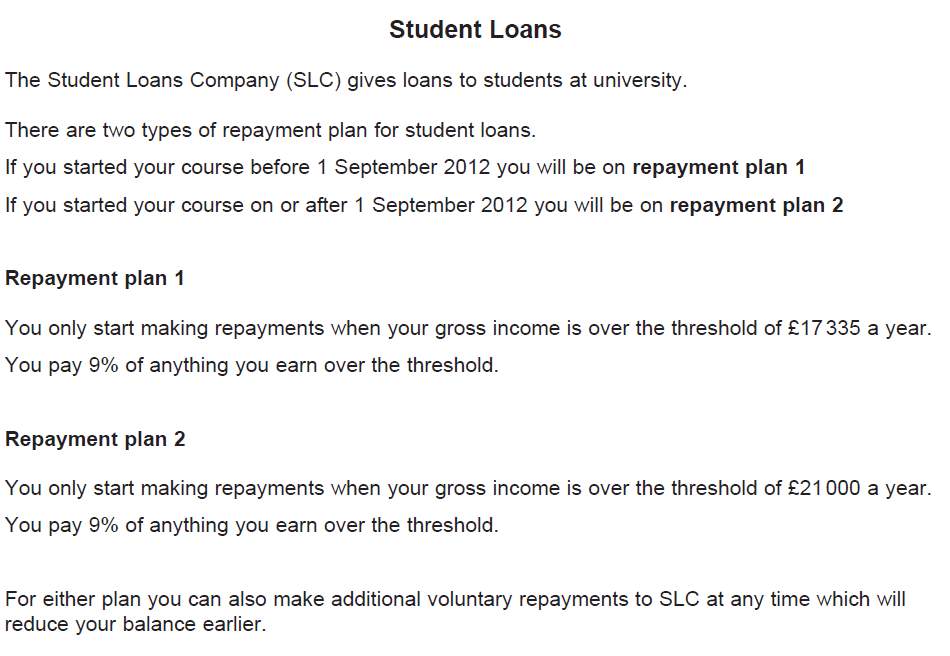 Student Loans
The Student Loans Company (SLC) gives loans to students at university.
There are two types of repayment plan for student loans.
If you started your course before 1 September 2012 you will be on repayment plan 1
If you started your course on or after 1 September 2012 you will be on repayment plan 2
Repayment plan 1
You only start making repayments when your gross income is over the threshold of £17 335 a year.
You pay 9% of anything you earn over the threshold.
Repayment plan 2
You only start making repayments when your gross income is over the threshold of £21 000 a year.
You pay 9% of anything you earn over the threshold.
For either plan you can also make additional voluntary repayments to SLC at any time which will
reduce your balance earlier.